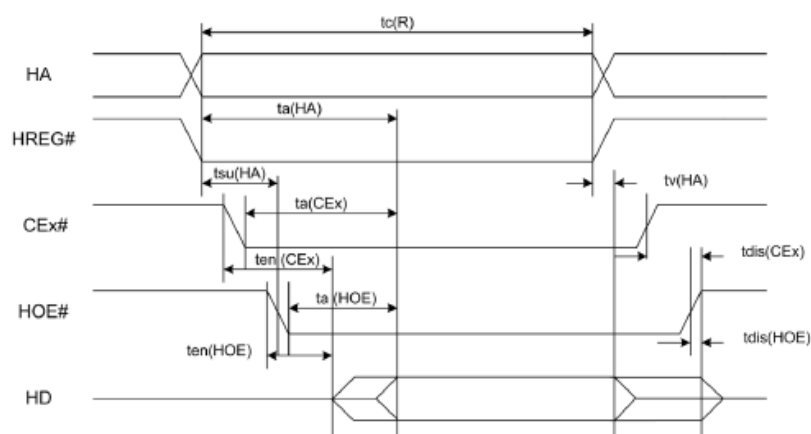 tc(R)
HA
ta(HA)
HREG#
tsu(HA)
tv(HA)
ta(CEx)
CEx#
ten (CEx)
tdis(CEx)
ta (HOE)
HOE#
tdis(HOE)
ten(HOE)
HD